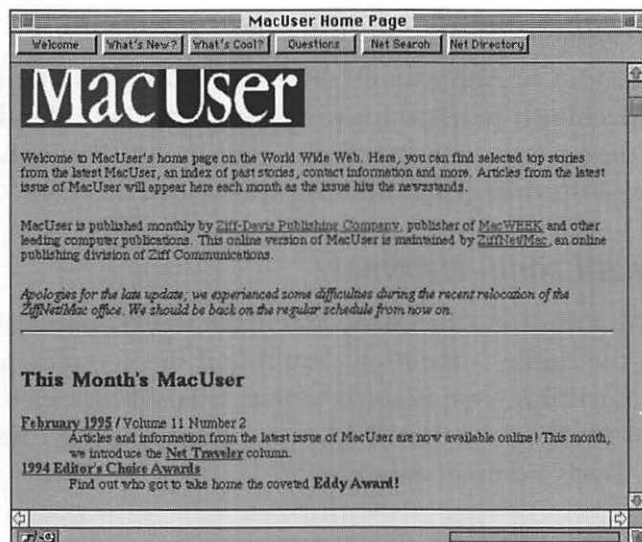 MacUser Home Page
Welcome What's New? What's Cool? Questions Net Search Net Directory
MacUser
Welcome to MacUser's home page on the World Wide Web. Here, you can find selected top stories
from the latest MacUser, an index of past stories, contact information and more. Articles from the latest
issue of MacUser will appear here each month as the issue hits the newsstands.
MacUser is published monthly by Ziff-Davis Publishing Company, publisher of MacWEEK and other
leading computer publications. This online version of MacUser is maintained by ZiffNet/Mac, an online
publishing division of Ziff Communications.
Apologies for the late update; we experienced some difficulties during the recent relocation of the
ZiffNet/Mac office. We should be back on the regular schedule from now on.
This Month's MacUser
February 1995 / Volume 11 Number 2
Articles and information from the latest issue of MacUser are now available online! This month,
we introduce the Net Traveler column.
1994 Editor's Choice Awards
Find out who got to take home the coveted Eddy Award!